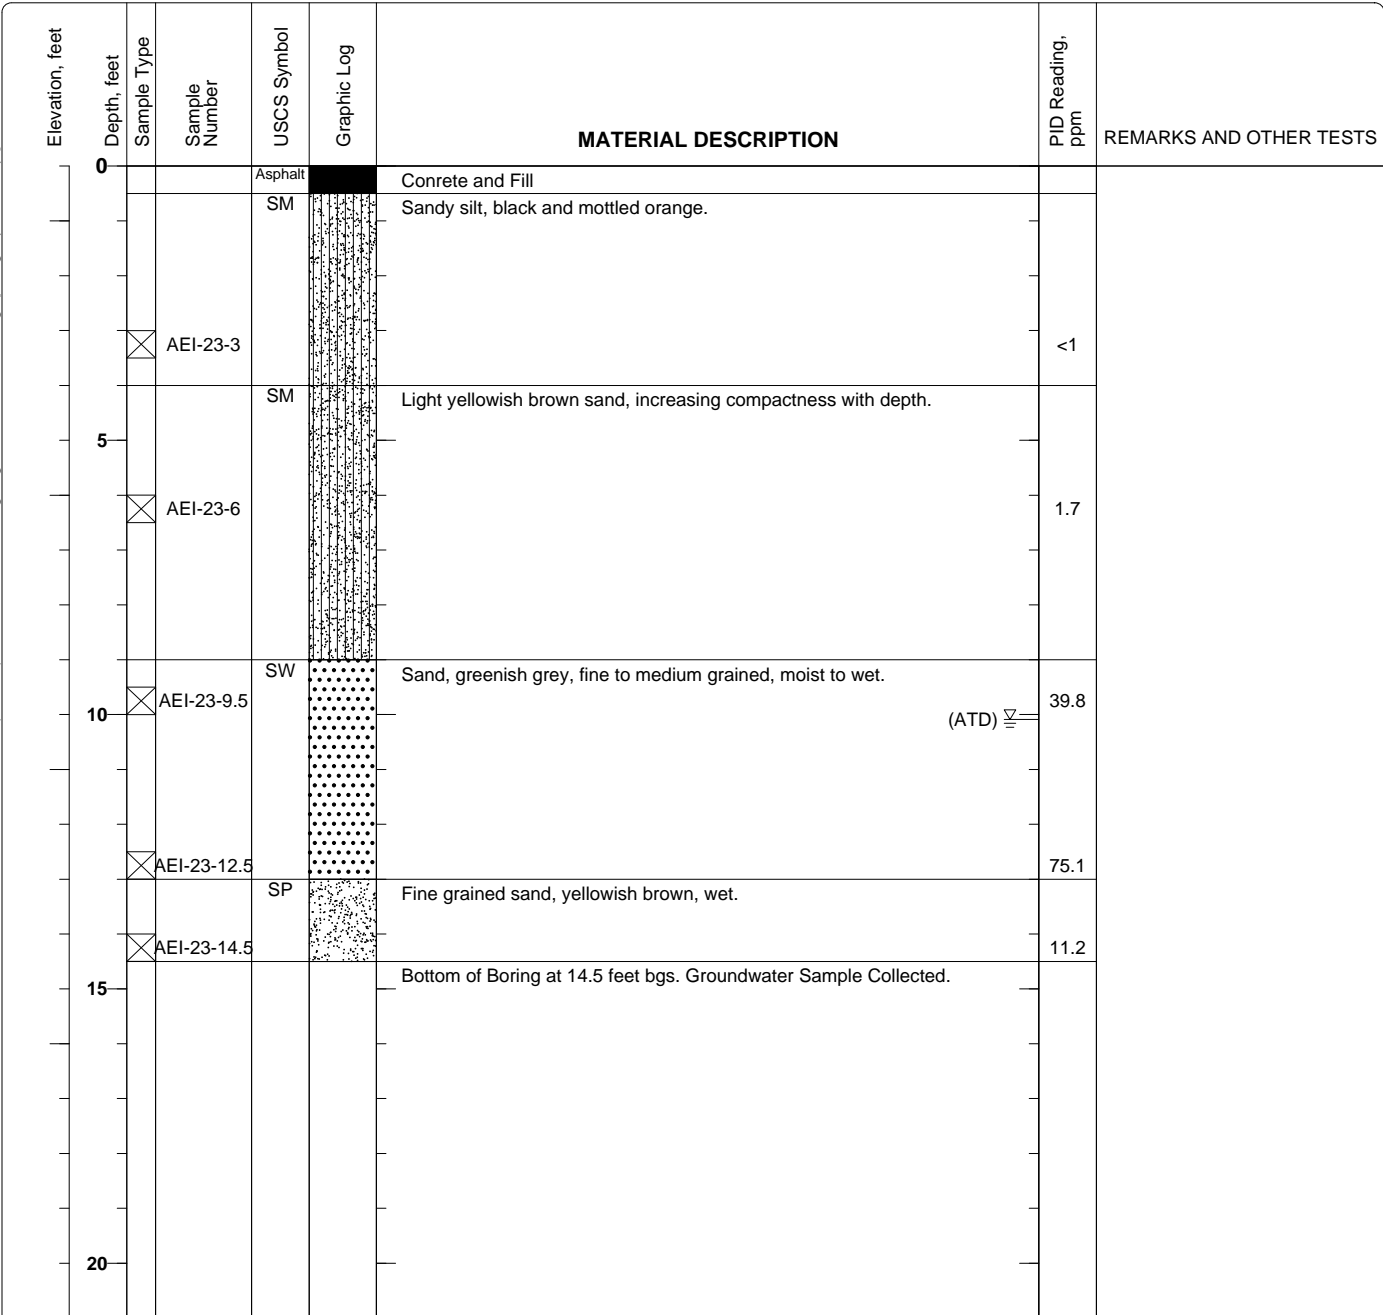 Elevation, feet
Depth, feet
Sample Type
Sample
Number
USCS Symbol
Graphic Log
MATERIAL DESCRIPTION
PID Reading,
ppm
REMARKS AND OTHER TESTS
0
Asphalt
Conrete and Fill
SM
Sandy silt, black and mottled orange.
AEI-23-3
<1
SM
Light yellowish brown sand, increasing compactness with depth.
5
AEI-23-6
1.7
SW
Sand, greenish grey, fine to medium grained, moist to wet.
AEI-23-9.5
39.8
10
(ATD)
AEI-23-12.5
75.1
SP
Fine grained sand, yellowish brown, wet.
AEI-23-14.5
11.2
Bottom of Boring at 14.5 feet bgs. Groundwater Sample Collected.
15
20